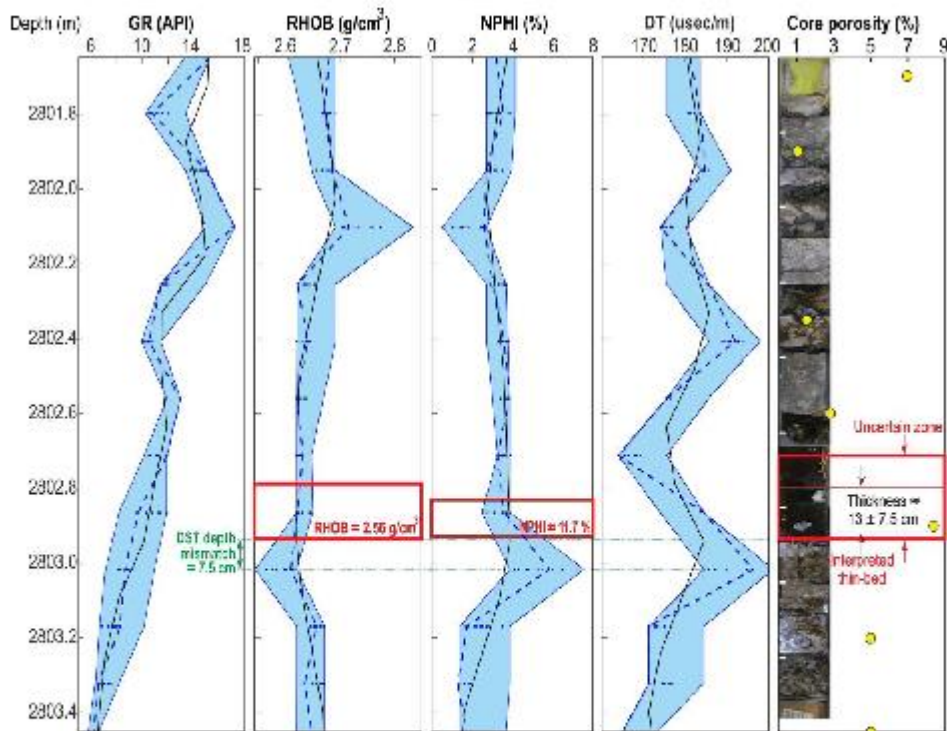 Depth (m) GR (API) RHOB (g/cm³) NPHI (%) DT (usec/m) Core porosity (%)
6 10 14 18 2.6 2.7 2.8 0 2 4 6 8 170 180 190 200 1 3 5 7 9
2801.8
2802.0
2802.2
2802.4
2802.6
Uncertain zone
2802.8
Thickness ≈
13 ± 7.5 cm
RHOB = 2.56 g/cm³ NPHI = 11.7 %
DST depth
mismatch
= 7.5 cm
2803.0
Interpreted
thin-bed
2803.2
2803.4